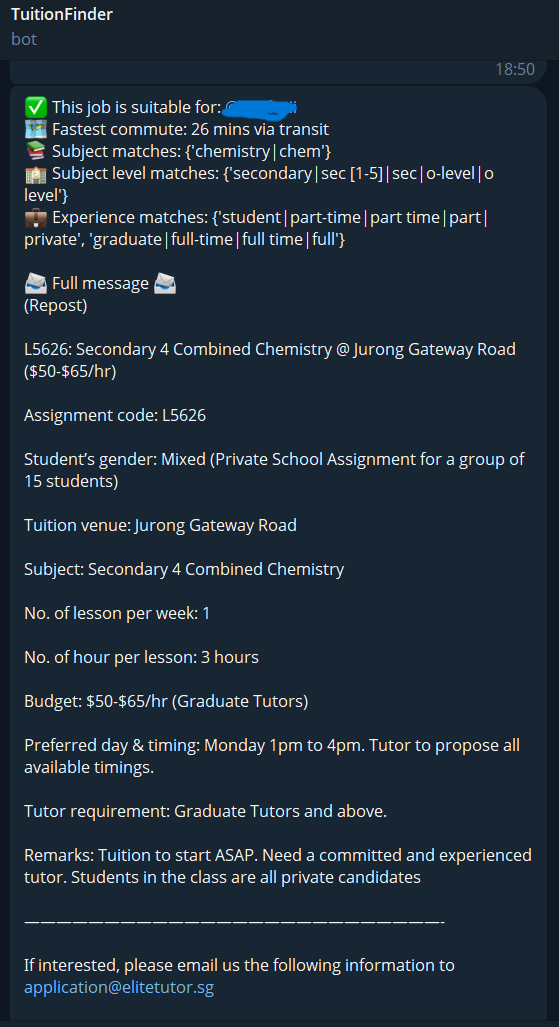 TuitionFinder
bot
18:50
✅ This job is suitable for:
🗺️ Fastest commute: 26 mins via transit
📚 Subject matches: {'chemistry|chem'}
🏫 Subject level matches: {'secondary|sec [1-5]|sec|o-level|o
level'}
💼 Experience matches: {'student|part-time|part time|part|
private', 'graduate|full-time|full time|full'}
📨 Full message 📨
(Repost)
L5626: Secondary 4 Combined Chemistry @ Jurong Gateway Road
($50-$65/hr)
Assignment code: L5626
Student’s gender: Mixed (Private School Assignment for a group of
15 students)
Tuition venue: Jurong Gateway Road
Subject: Secondary 4 Combined Chemistry
No. of lesson per week: 1
No. of hour per lesson: 3 hours
Budget: $50-$65/hr (Graduate Tutors)
Preferred day & timing: Monday 1pm to 4pm. Tutor to propose all
available timings.
Tutor requirement: Graduate Tutors and above.
Remarks: Tuition to start ASAP. Need a committed and experienced
tutor. Students in the class are all private candidates
——————————————————————————-
If interested, please email us the following information to
application@elitetutor.sg